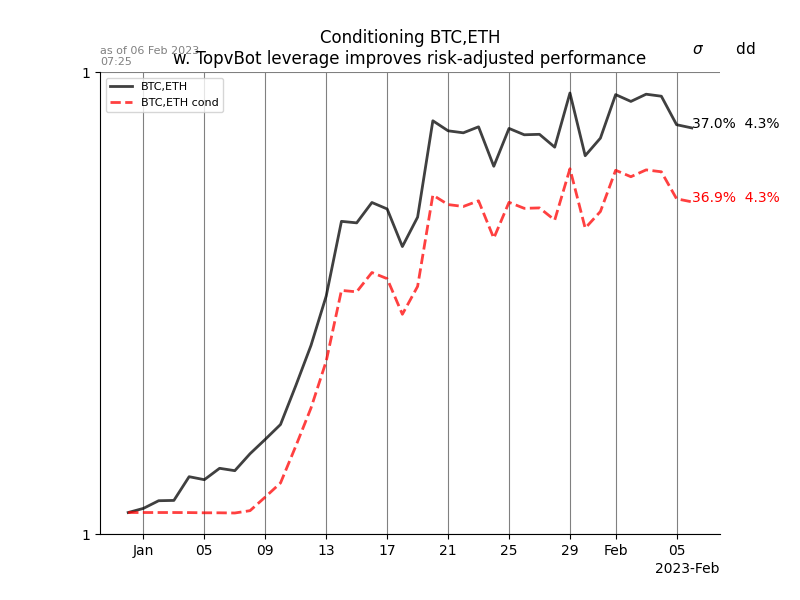 Conditioning BTC,ETH
w. TopvBot leverage improves risk-adjusted performance
as of 06 Feb 2023
07:25
σ dd
1
BTC,ETH
BTC,ETH cond
37.0% 4.3%
36.9% 4.3%
1
Jan 05 09 13 17 21 25 29 Feb 05
2023-Feb